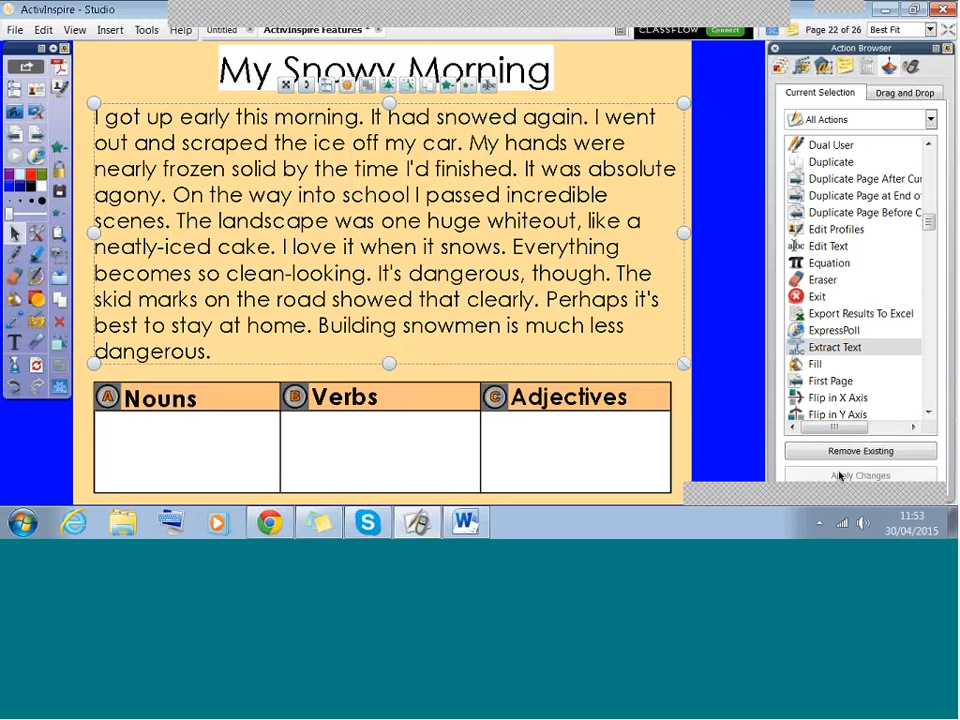 ActivInspire - Studio
File Edit View Insert Tools Help
Untitled ActivInspire Features *
CLASSFLOW Connect
Page 22 of 26 Best Fit
My Snowy Morning
I got up early this morning. It had snowed again. I went
out and scraped the ice off my car. My hands were
nearly frozen solid by the time I'd finished. It was absolute
agony. On the way into school I passed incredible
scenes. The landscape was one huge whiteout, like a
neatly-iced cake. I love it when it snows. Everything
becomes so clean-looking. It's dangerous, though. The
skid marks on the road showed that clearly. Perhaps it's
best to stay at home. Building snowmen is much less
dangerous.
A Nouns B Verbs C Adjectives
Action Browser
Current Selection Drag and Drop
All Actions
Dual User
Duplicate
Duplicate Page After Cur
Duplicate Page at End o
Duplicate Page Before C
Edit Profiles
Edit Text
Equation
Eraser
Exit
Export Results To Excel
ExpressPoll
Extract Text
Fill
First Page
Flip in X Axis
Flip in Y Axis
Remove Existing
Apply Changes
11:53
30/04/2015